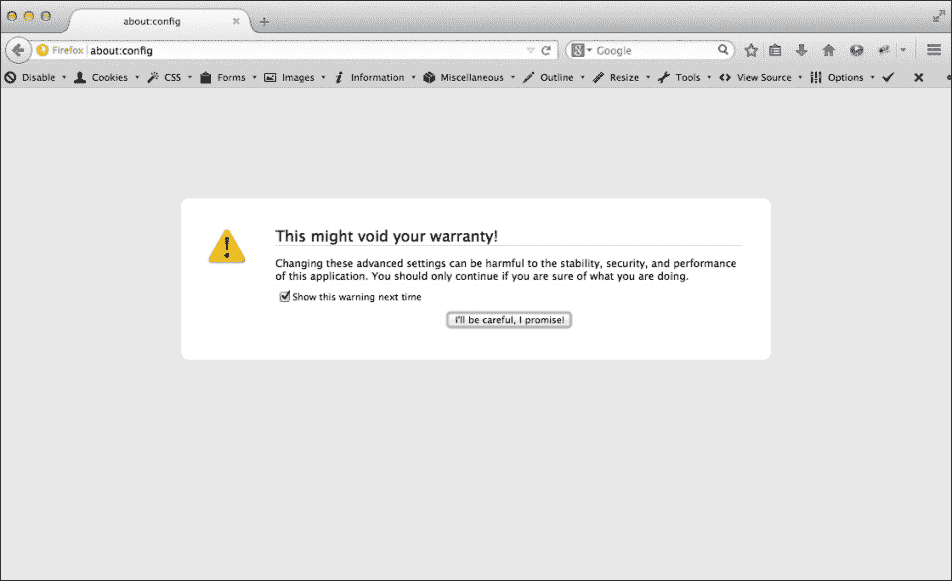 about:config
Firefox about:config Google
Disable Cookies CSS Forms Images Information Miscellaneous Outline Resize Tools View Source Options
This might void your warranty!
Changing these advanced settings can be harmful to the stability, security, and performance
of this application. You should only continue if you are sure of what you are doing.
Show this warning next time
I'll be careful, I promise!